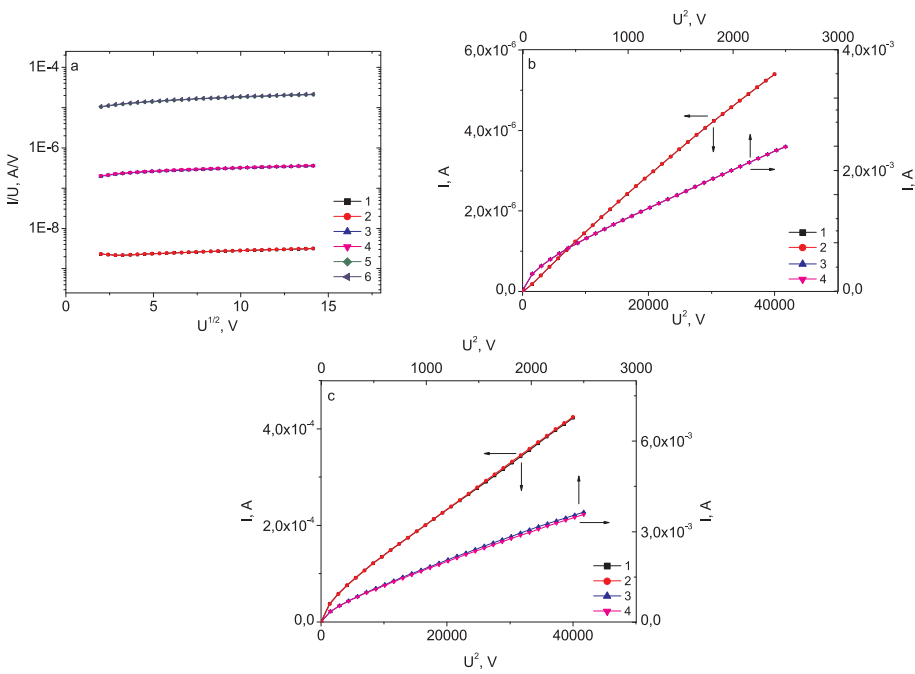 a
1E-4
1E-6
1E-8
I/U, A/V
0
5
10
15
U^1/2, V
1
2
3
4
5
6
U², V
0
1000
2000
3000
b
6,0x10⁻⁶
4,0x10⁻⁶
2,0x10⁻⁶
0,0
I, A
4,0x10⁻³
2,0x10⁻³
0,0
I, A
0
20000
40000
U², V
1
2
3
4
U², V
0
1000
2000
3000
c
4,0x10⁻⁴
2,0x10⁻⁴
0,0
I, A
6,0x10⁻³
3,0x10⁻³
0,0
I, A
0
20000
40000
U², V
1
2
3
4